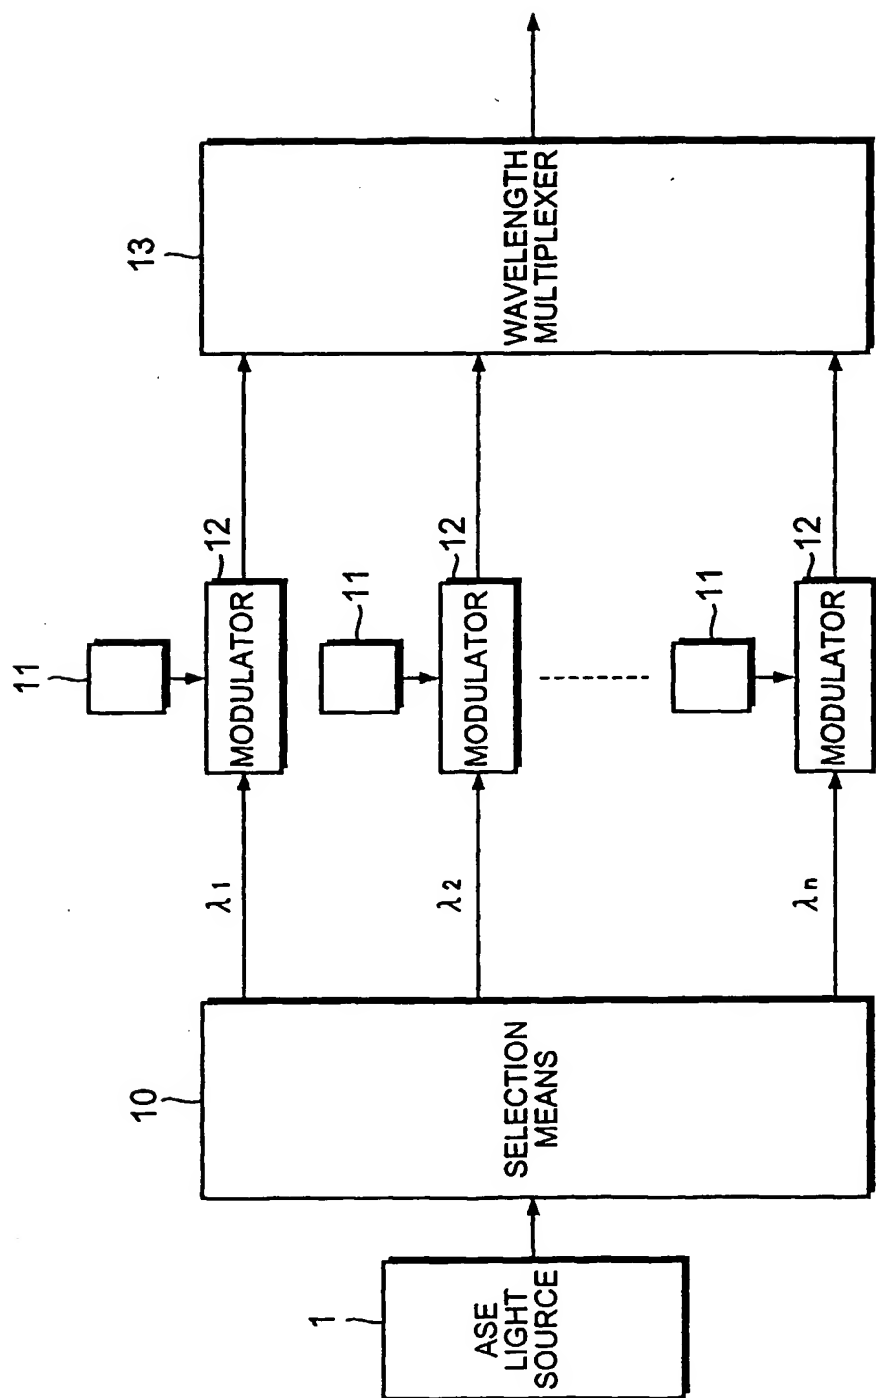 1
ASE
LIGHT
SOURCE
10
SELECTION
MEANS
λ1
λ2
λn
11
MODULATOR
12
11
MODULATOR
12
11
MODULATOR
12
13
WAVELENGTH
MULTIPLEXER